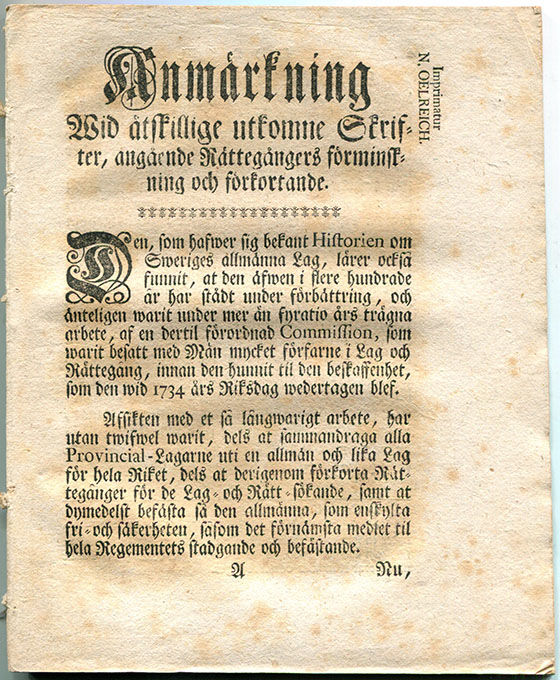 Anmärkning
Wid åtskillige utkomne Skrif-
ter, angående Rättegångers förminsk-
ning och förkortande.
Imprimatur
N. OELREICH.
Den, som hafwer sig bekant Historien om
Sweriges allmänna Lag, lärer också
funnit, at den äfwen i flere hundrade
år har städt under förbättring, och
änteligen warit under mer än fyratio års trägna
arbete, af en dertil förordnad Commission, som
warit besatt med Män mycket förfarne i Lag och
Rättegång, innan den hunnit til den beskaffenhet,
som den wid 1734 års Riksdag wedertagen blef.
Afsikten med et så långwarigt arbete, har
utan twifwel warit, dels at sammandraga alla
Provincial-Lagarne uti en allmän och lika Lag
för hela Riket, dels at derigenom förkorta Rät-
tegånger för de Lag- och Rätt-sökande, samt at
dymedelst befästa så den allmänna, som enskylta
fri- och säkerheten, såsom det förnämsta medlet til
hela Regementets stadgande och befästande.
A
Nu,